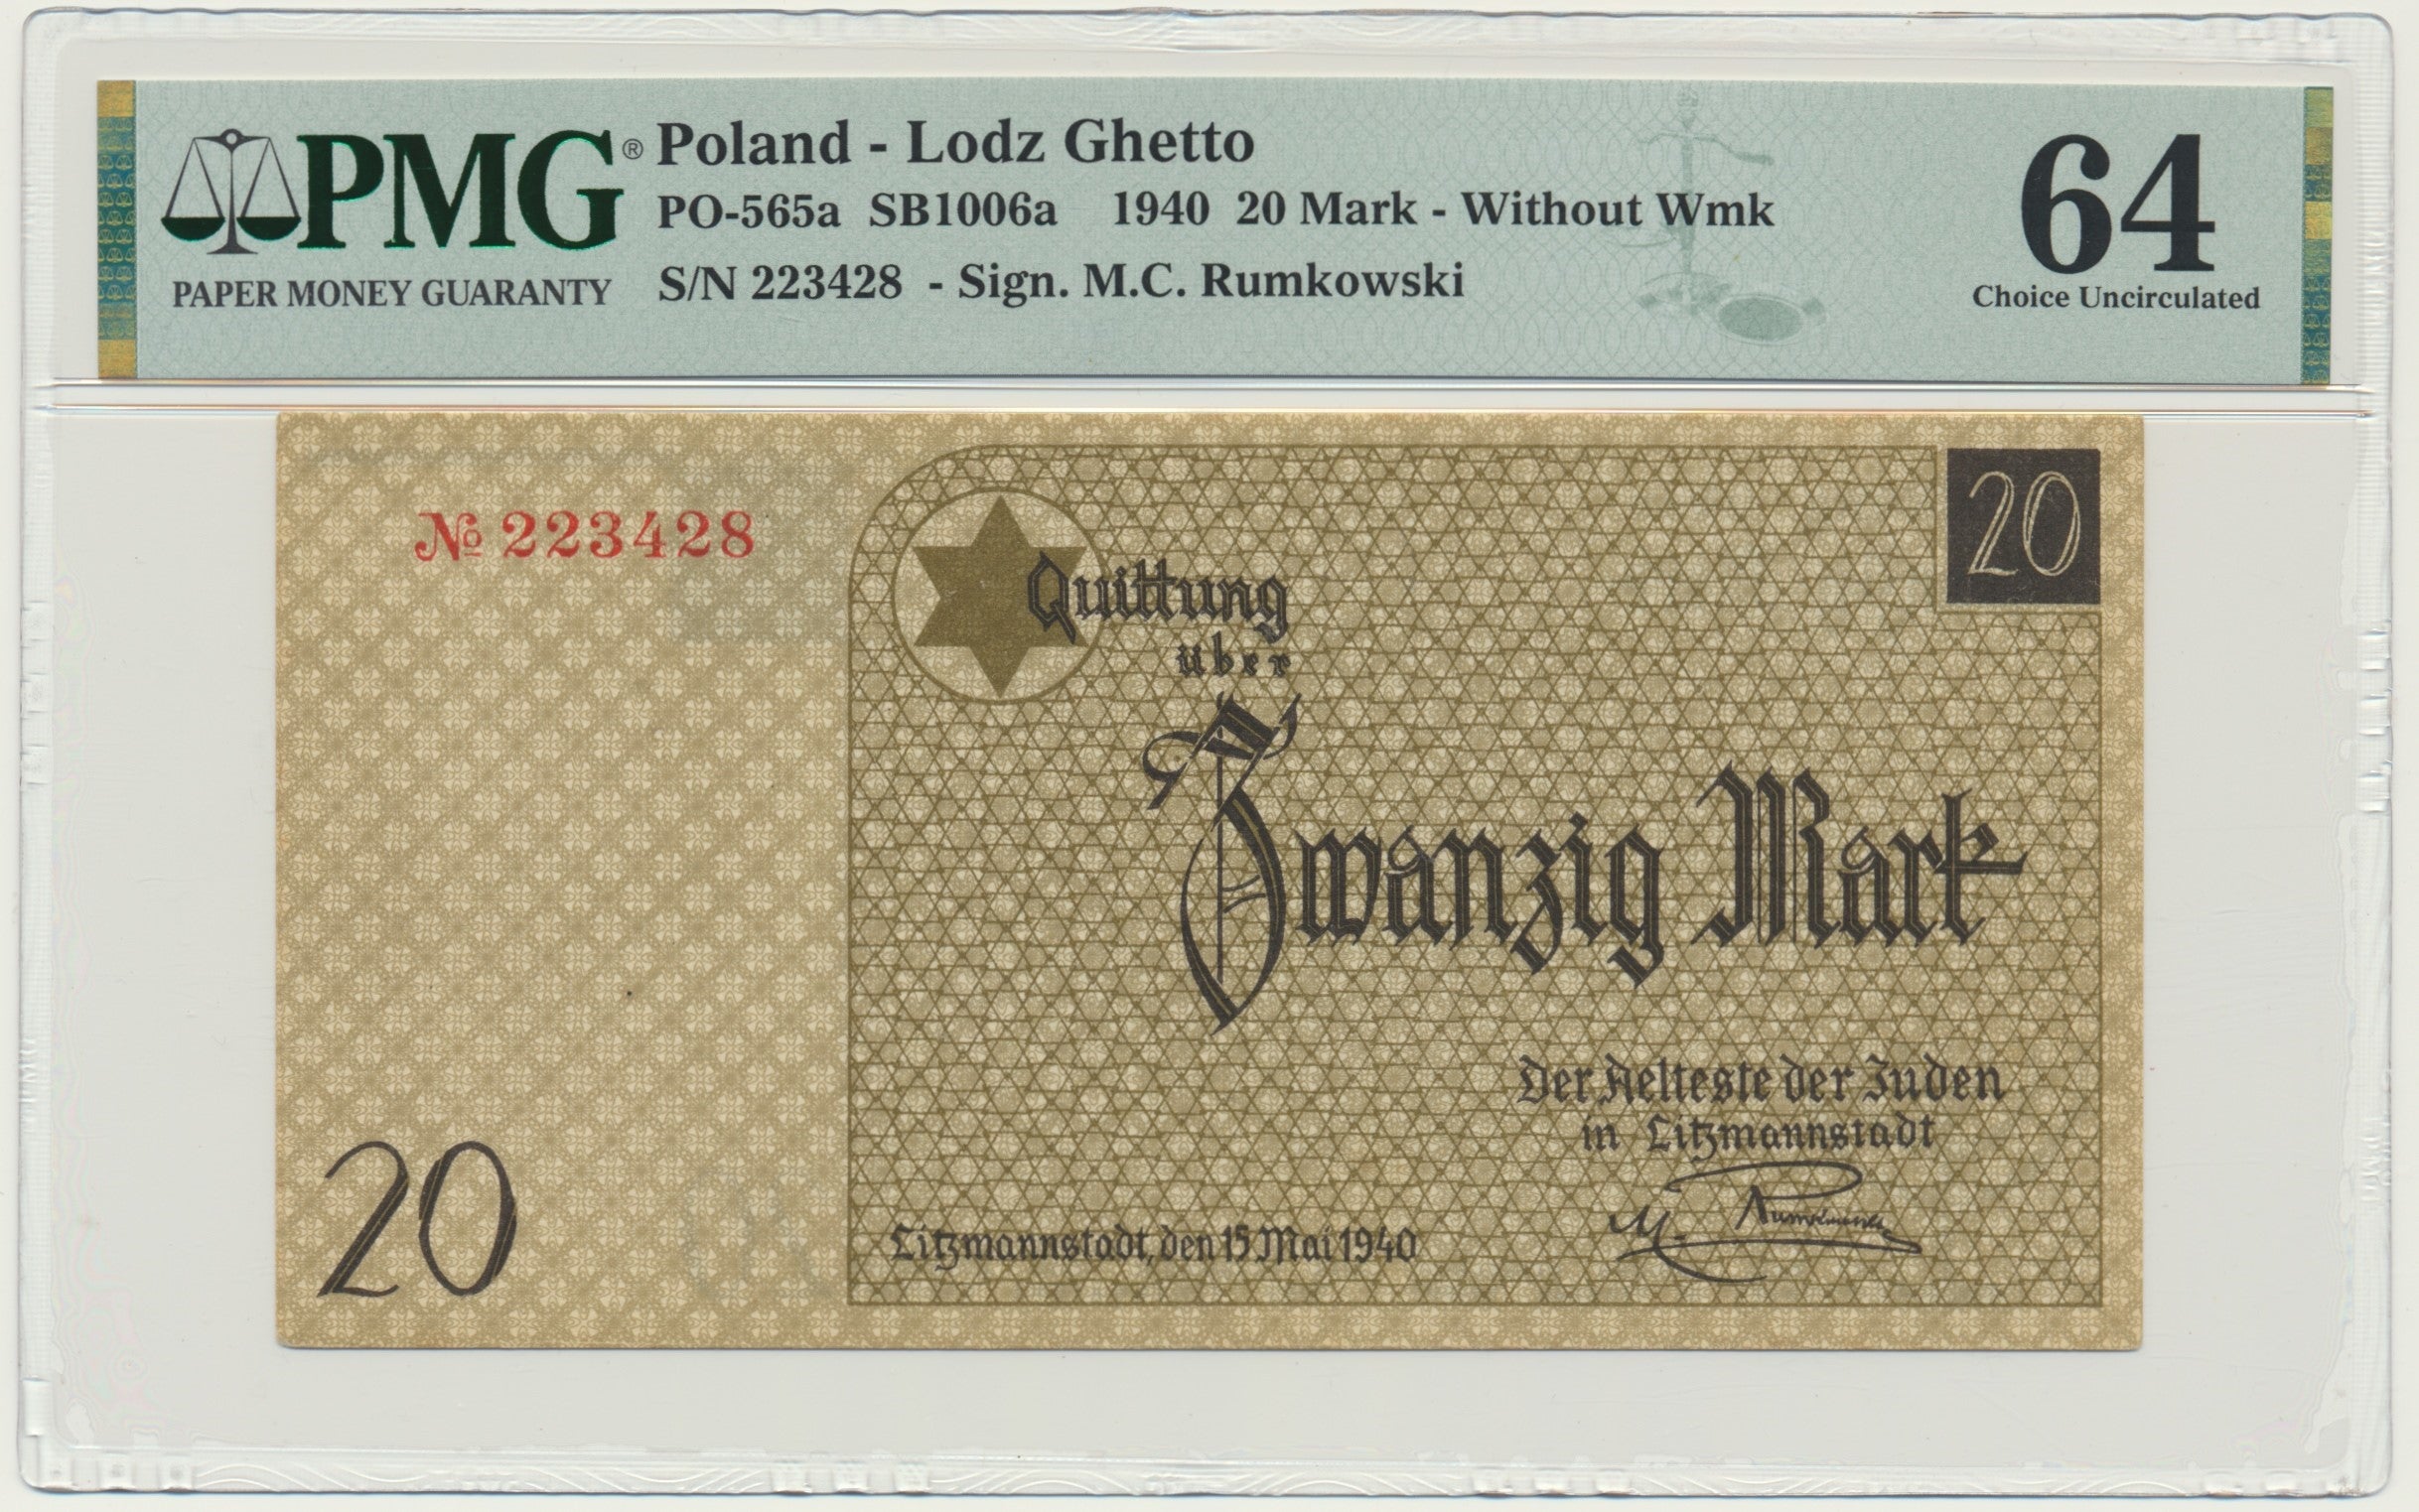 PMG®
PAPER MONEY GUARANTY
Poland - Lodz Ghetto
PO-565a SB1006a 1940 20 Mark - Without Wmk
S/N 223428 - Sign. M.C. Rumkowski
64
Choice Uncirculated
№ 223428
20
Quittung
über
Zwanzig Mark
Der Aelteste der Juden
in Litzmannstadt
M. Rumkowski
Litzmannstadt, den 15 Mai 1940
20